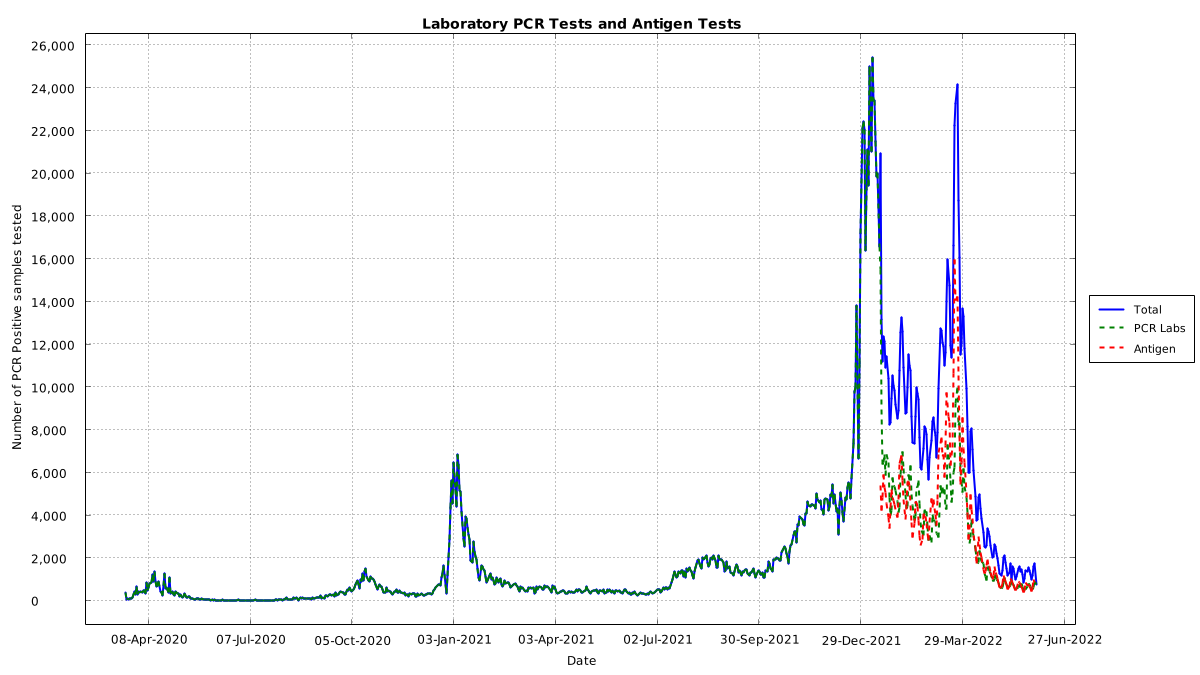 Laboratory PCR Tests and Antigen Tests
26,000
24,000
22,000
20,000
18,000
16,000
14,000
12,000
10,000
8,000
6,000
4,000
2,000
0
Number of PCR Positive samples tested
08-Apr-2020 07-Jul-2020 05-Oct-2020 03-Jan-2021 03-Apr-2021 02-Jul-2021 30-Sep-2021 29-Dec-2021 29-Mar-2022 27-Jun-2022
Date
Total
PCR Labs
Antigen